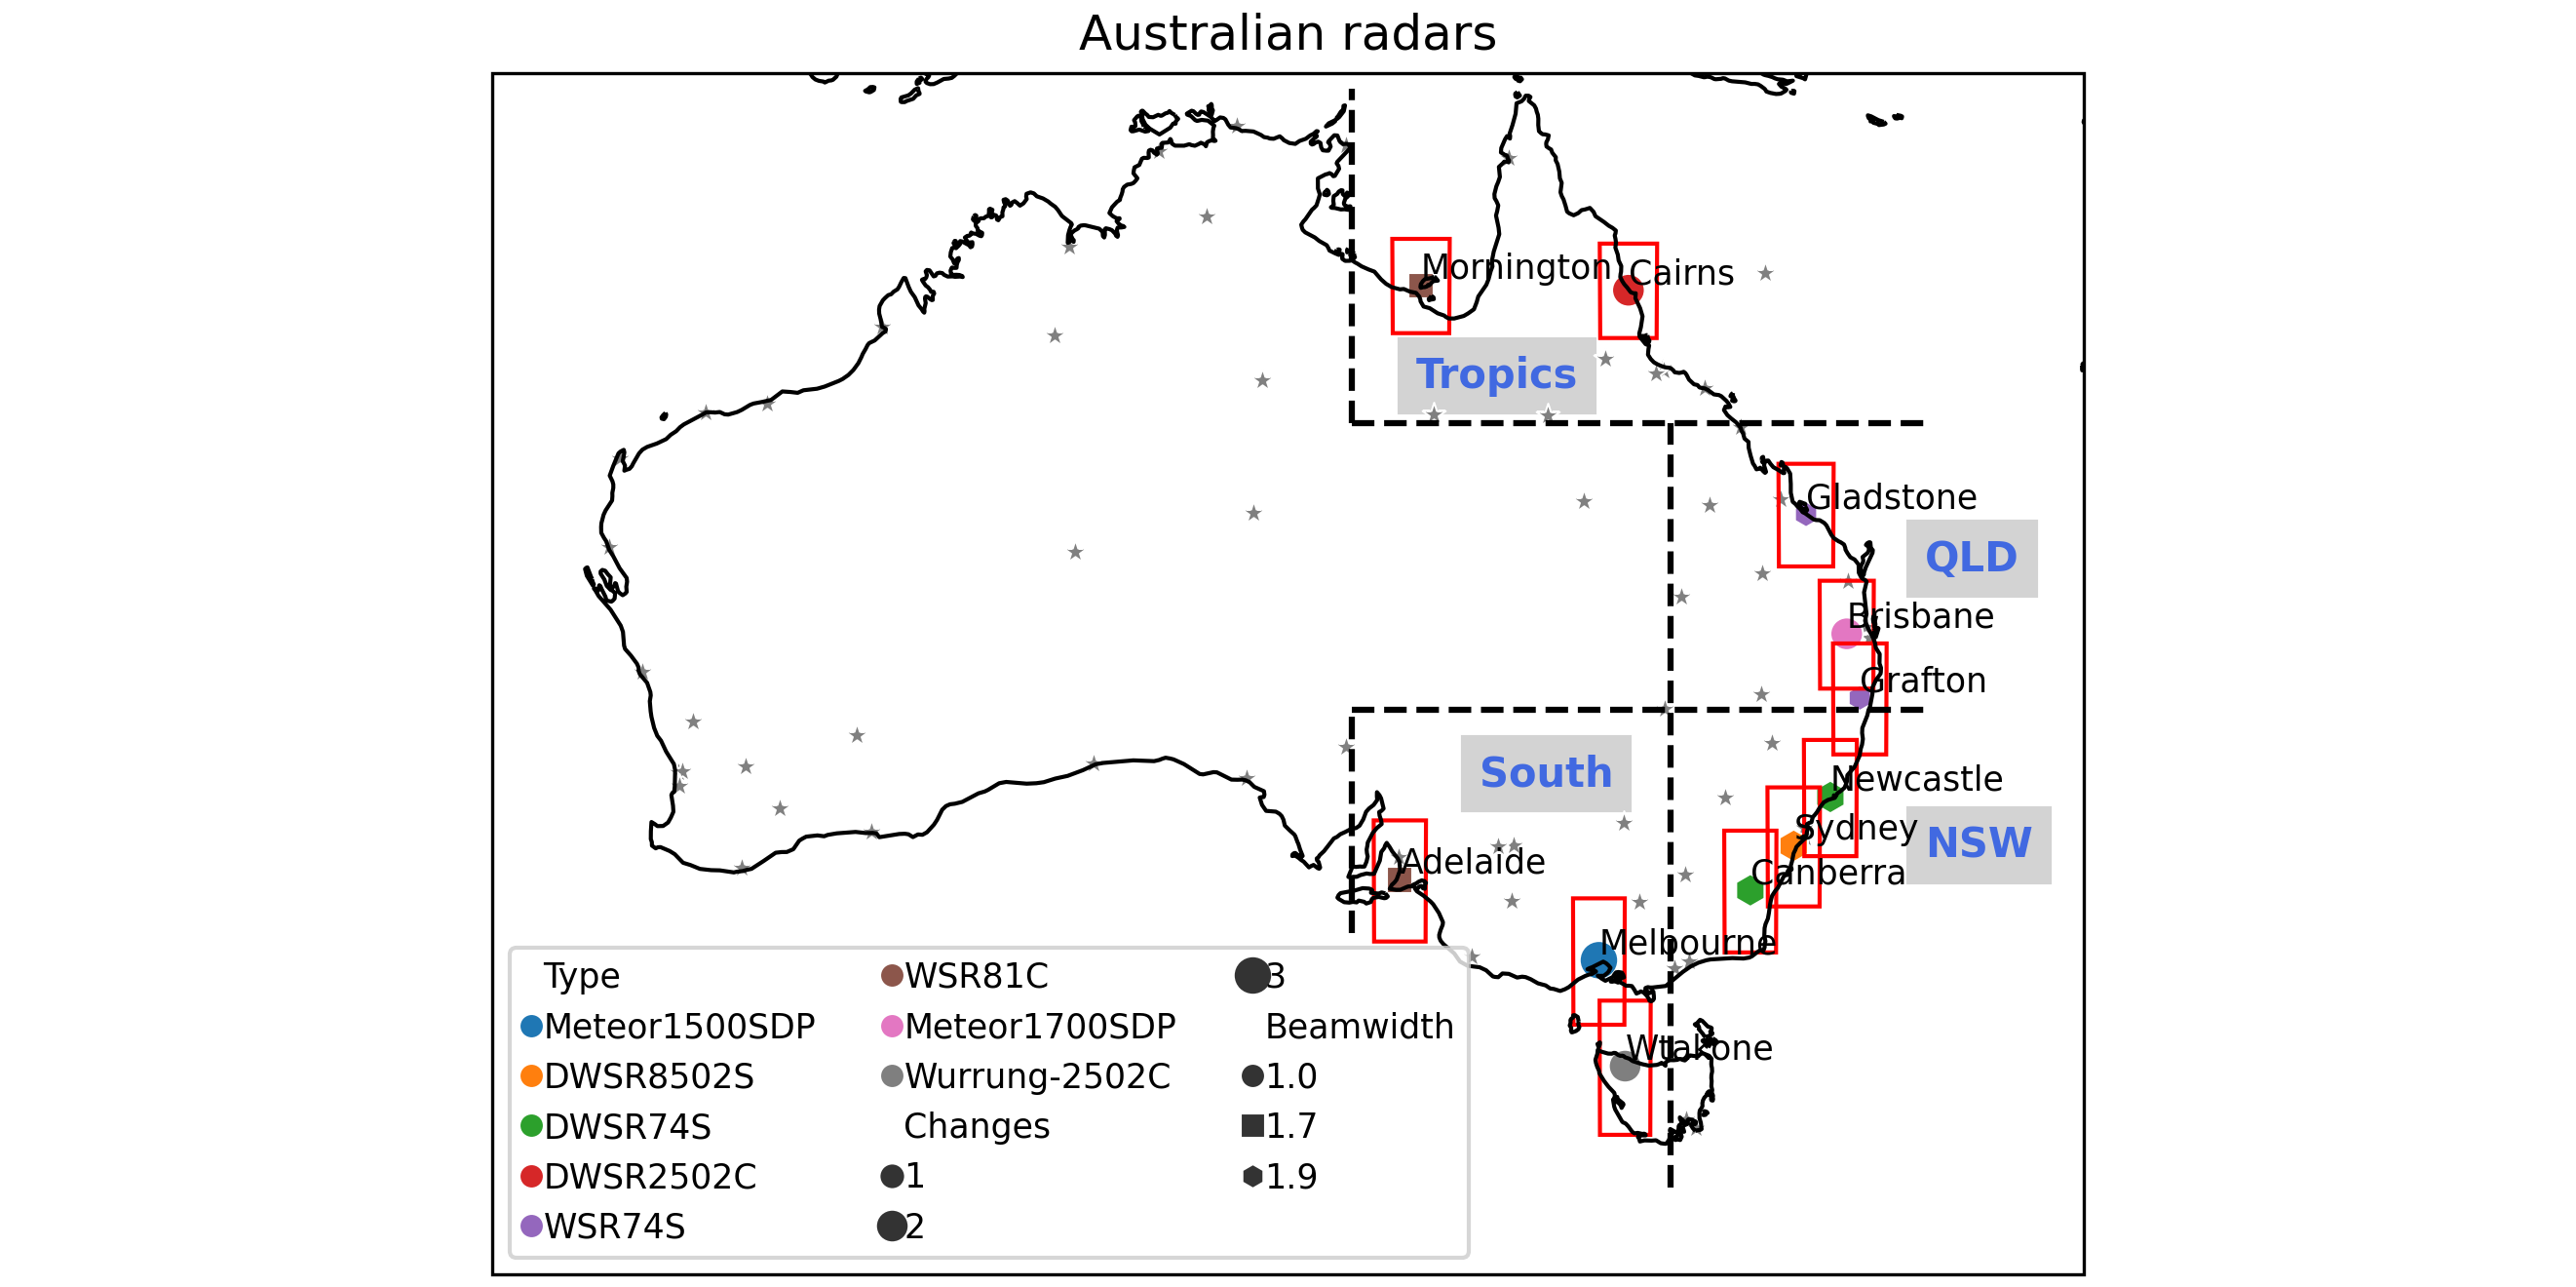 Australian radars
Mornington
Cairns
Tropics
Gladstone
QLD
Brisbane
Grafton
South
Newcastle
Sydney
NSW
Adelaide
Canberra
Melbourne
Wtakone
Type
Meteor1500SDP
DWSR8502S
DWSR74S
DWSR2502C
WSR74S
WSR81C
Meteor1700SDP
Wurrung-2502C
Changes
1
2
3
Beamwidth
1.0
1.7
1.9